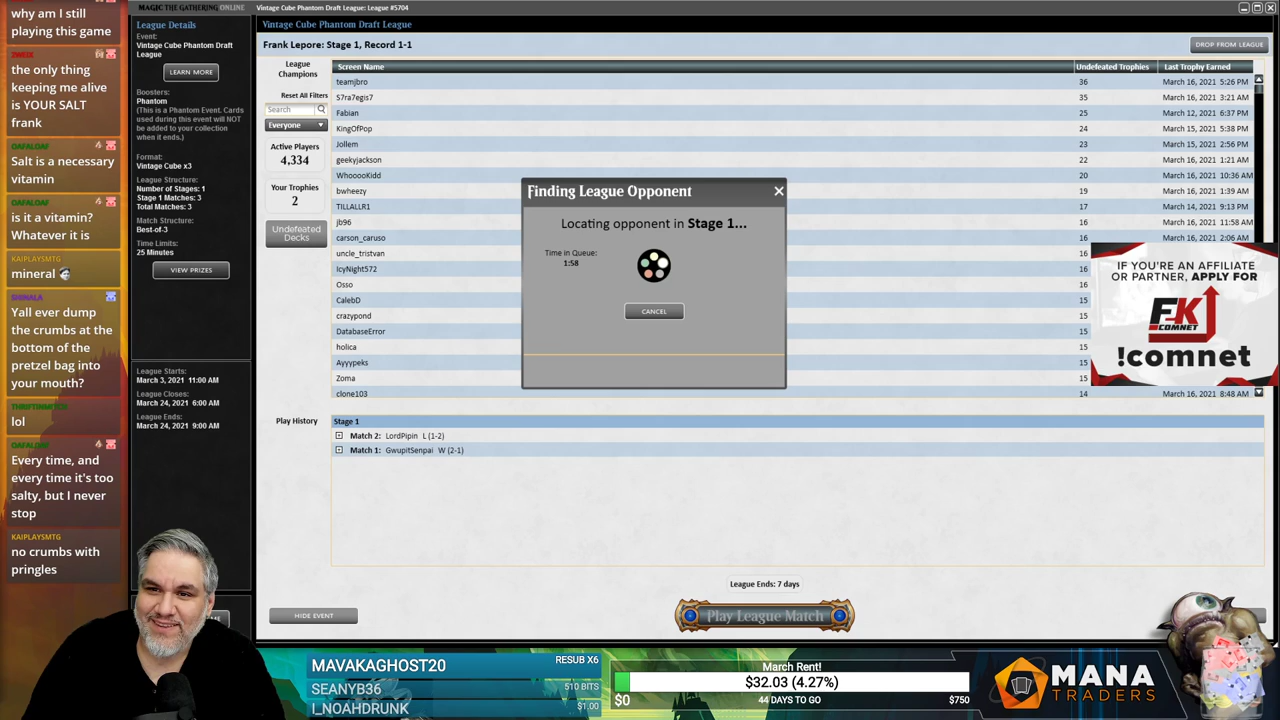 why am I still
playing this game
the only thing
keeping me alive
is YOUR SALT
frank
OAFALOAF
Salt is a necessary
vitamin
OAFALOAF
is it a vitamin?
Whatever it is
KAIPLAYSMTG
mineral
SHINALA
Yall ever dump
the crumbs at the
bottom of the
pretzel bag into
your mouth?
lol
OAFALOAF
Every time, and
every time it's too
salty, but I never
stop
KAIPLAYSMTG
no crumbs with
pringles
MAGIC THE GATHERING ONLINE
Vintage Cube Phantom Draft League: League #5704
League Details
Event:
Vintage Cube Phantom Draft
League
LEARN MORE
Boosters:
Phantom
(This is a Phantom Event. Cards
used during this event will NOT
be added to your collection
when it ends.)
Format:
Vintage Cube x3
League Structure:
Number of Stages: 1
Stage 1 Matches: 3
Total Matches: 3
Match Structure:
Best-of-3
Time Limits:
25 Minutes
VIEW PRIZES
League Starts:
March 3, 2021 11:00 AM
League Closes:
March 24, 2021 6:00 AM
League Ends:
March 24, 2021 9:00 AM
Vintage Cube Phantom Draft League
Frank Lepore: Stage 1, Record 1-1
DROP FROM LEAGUE
League
Champions
Reset All Filters
Search
Everyone
Active Players
4,334
Your Trophies
2
Undefeated
Decks
Screen Name Undefeated Trophies Last Trophy Earned
teamjbro 36 March 16, 2021 5:26 PM
S7ra7egis7 35 March 16, 2021 3:21 AM
Fabian 25 March 12, 2021 6:37 PM
KingOfPop 24 March 15, 2021 5:38 PM
Jollem 23 March 15, 2021 2:56 PM
geekyjackson 22 March 16, 2021 1:21 AM
WhooooKidd 20 March 16, 2021 10:36 AM
bwheezy 19 March 16, 2021 1:39 AM
TILLALLR1 17 March 14, 2021 9:13 PM
jb96 16 March 16, 2021 11:58 AM
carson_caruso 16 March 16, 2021 2:06 AM
uncle_tristvan 16
IcyNight572 16
Osso 16
CalebD 15
crazypond 15
DatabaseError 15
holica 15
Ayyypeks 15
Zoma 15
clone103 14 March 16, 2021 8:48 AM
Finding League Opponent
Locating opponent in Stage 1...
Time in Queue:
1:58
CANCEL
IF YOU'RE AN AFFILIATE
OR PARTNER, APPLY FOR
FK
.COMNET
!comnet
Play History
Stage 1
Match 2: LordPipin L (1-2)
Match 1: GwupitSenpai W (2-1)
League Ends: 7 days
HIDE EVENT
Play League Match
MAVAKAGHOST20 RESUB X6
SEANYB36 510 BITS
I_NOAHDRUNK $1.00
March Rent!
$32.03 (4.27%)
$0 44 DAYS TO GO $750
MANA
TRADERS